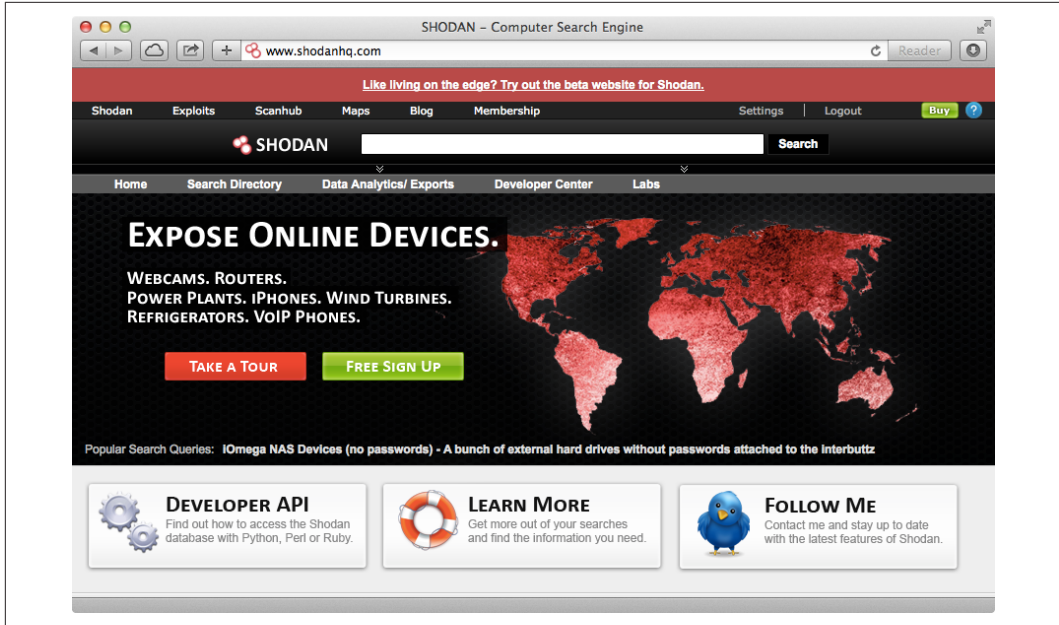 SHODAN – Computer Search Engine
www.shodanhq.com
Reader
Like living on the edge? Try out the beta website for Shodan.
Shodan Exploits Scanhub Maps Blog Membership Settings | Logout Buy ?
SHODAN Search
Home Search Directory Data Analytics/ Exports Developer Center Labs
EXPOSE ONLINE DEVICES.
WEBCAMS. ROUTERS.
POWER PLANTS. IPHONES. WIND TURBINES.
REFRIGERATORS. VOIP PHONES.
TAKE A TOUR FREE SIGN UP
Popular Search Queries: IOmega NAS Devices (no passwords) - A bunch of external hard drives without passwords attached to the interbuttz
DEVELOPER API
Find out how to access the Shodan
database with Python, Perl or Ruby.
LEARN MORE
Get more out of your searches
and find the information you need.
FOLLOW ME
Contact me and stay up to date
with the latest features of Shodan.